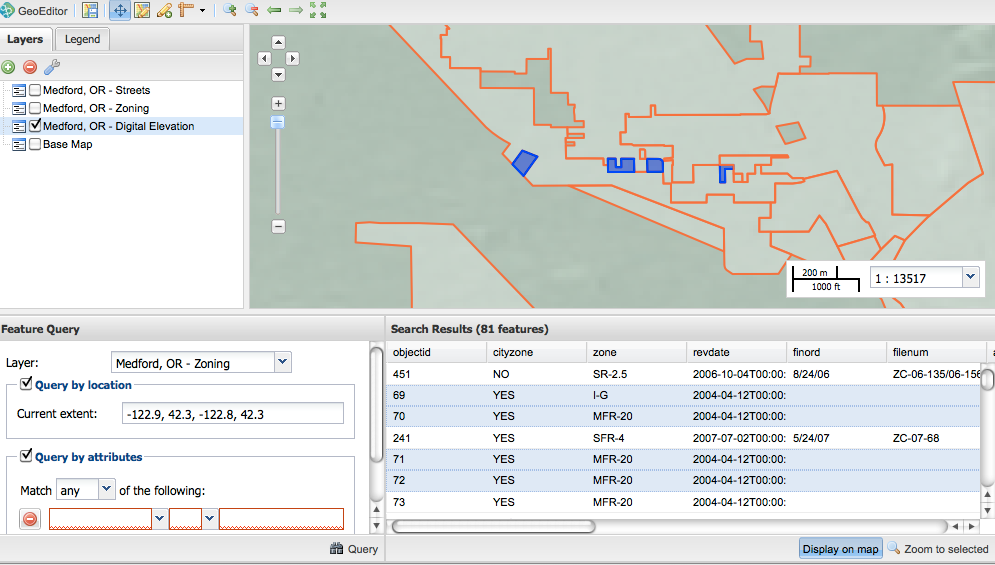 GeoEditor
Layers Legend
Medford, OR - Streets
Medford, OR - Zoning
Medford, OR - Digital Elevation
Base Map
200 m
1000 ft
1 : 13517
Feature Query
Layer: Medford, OR - Zoning
Query by location
Current extent: -122.9, 42.3, -122.8, 42.3
Query by attributes
Match any of the following:
Query
Search Results (81 features)
objectid cityzone zone revdate finord filenum
451 NO SR-2.5 2006-10-04T00:00: 8/24/06 ZC-06-135/06-156
69 YES I-G 2004-04-12T00:00:
70 YES MFR-20 2004-04-12T00:00:
241 YES SFR-4 2007-07-02T00:00: 5/24/07 ZC-07-68
71 YES MFR-20 2004-04-12T00:00:
72 YES MFR-20 2004-04-12T00:00:
73 YES MFR-20 2004-04-12T00:00:
Display on map Zoom to selected